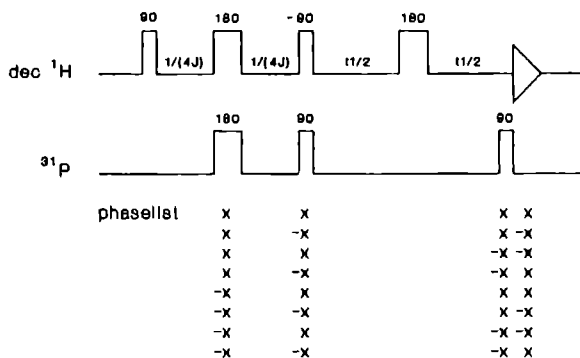 90 180 -90 180
dec ¹H 1/(4J) 1/(4J) t1/2 t1/2
180 90 90
³¹P
phaselist x x x x
x -x x -x
x x -x -x
x -x -x x
-x x x x
-x -x x -x
-x x -x -x
-x -x -x x